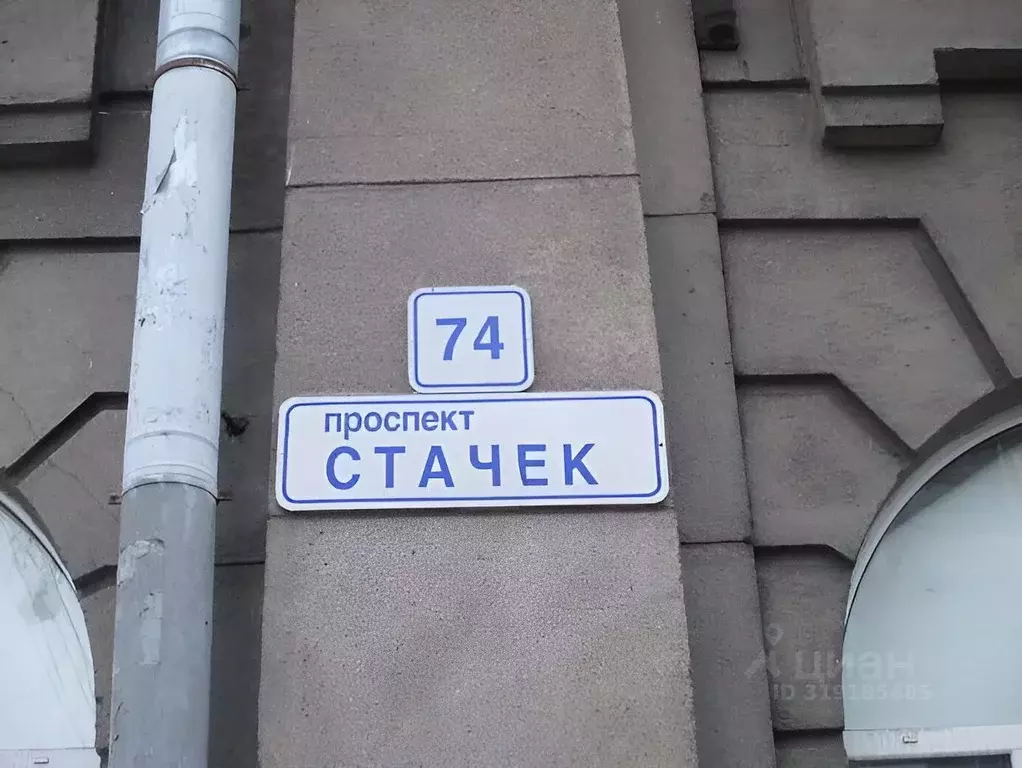 74
проспект
СТАЧЕК
циан